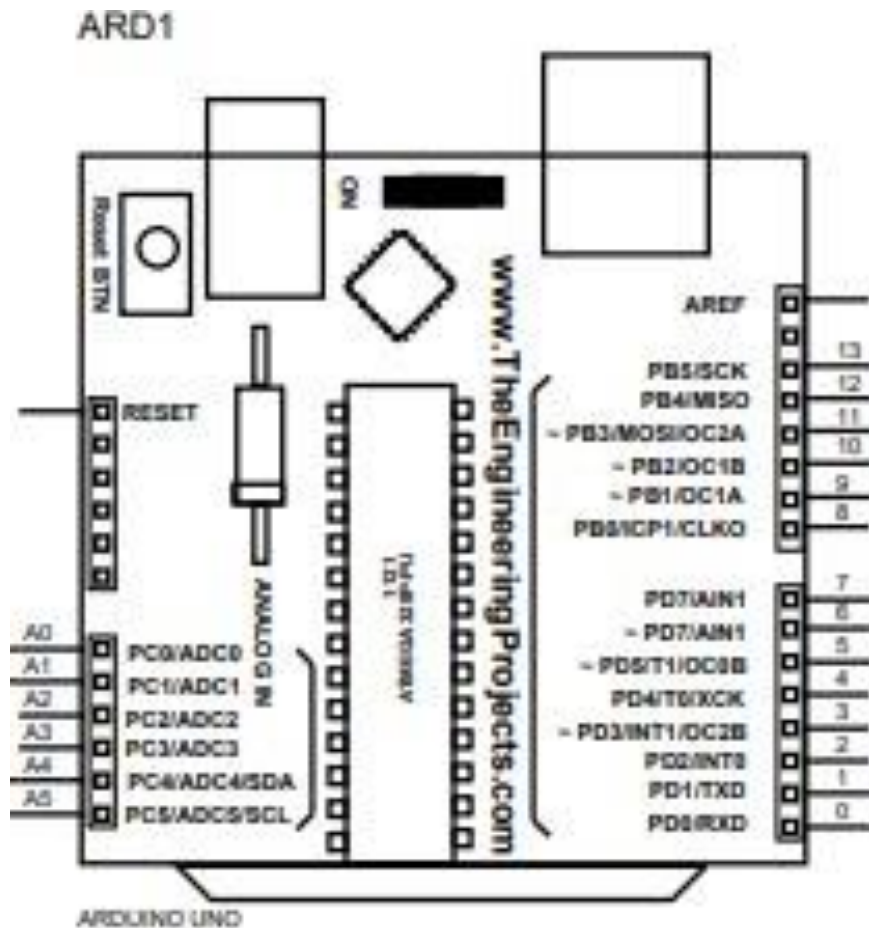 ARD1
ON
Reset BTN
www.TheEngineeringProjects.com
AREF
13
PB5/SCK
12
PB4/MISO
11
~ PB3/MOSI/OC2A
10
~ PB2/OC1B
9
~ PB1/OC1A
8
PB0/ICP1/CLKO
RESET
ANALOG IN
7
PD7/AIN1
6
~ PD7/AIN1
5
~ PD5/T1/OC0B
4
PD4/T0/XCK
3
~ PD3/INT1/OC2B
2
PD2/INT0
1
PD1/TXD
0
PD0/RXD
A0
PC0/ADC0
A1
PC1/ADC1
A2
PC2/ADC2
A3
PC3/ADC3
A4
PC4/ADC4/SDA
A5
PC5/ADC5/SCL
ARDUINO UNO